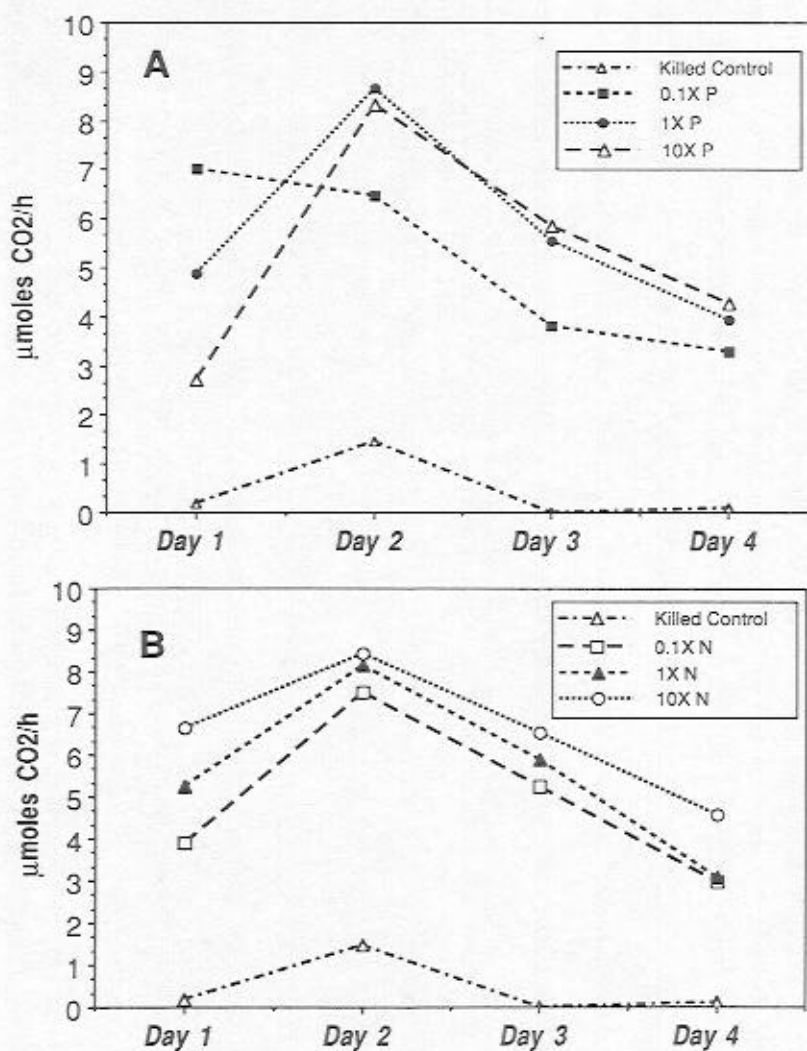 A
10
9
8
7
6
5
4
3
2
1
0
µmoles CO2/h
Killed Control
0.1X P
1X P
10X P
Day 1 Day 2 Day 3 Day 4
B
10
9
8
7
6
5
4
3
2
1
0
µmoles CO2/h
Killed Control
0.1X N
1X N
10X N
Day 1 Day 2 Day 3 Day 4